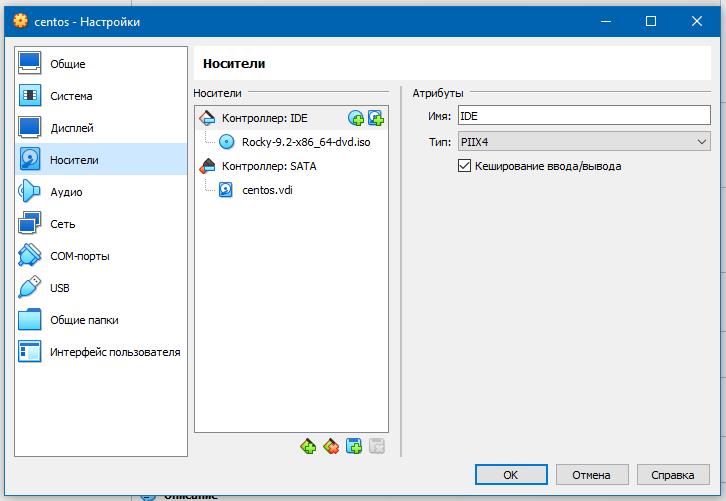 centos - Настройки
Общие
Система
Дисплей
Носители
Аудио
Сеть
COM-порты
USB
Общие папки
Интерфейс пользователя
Носители
Носители
Контроллер: IDE
Rocky-9.2-x86_64-dvd.iso
Контроллер: SATA
centos.vdi
Атрибуты
Имя: IDE
Тип: PIIX4
Кеширование ввода/вывода
OK
Отмена
Справка
Описание